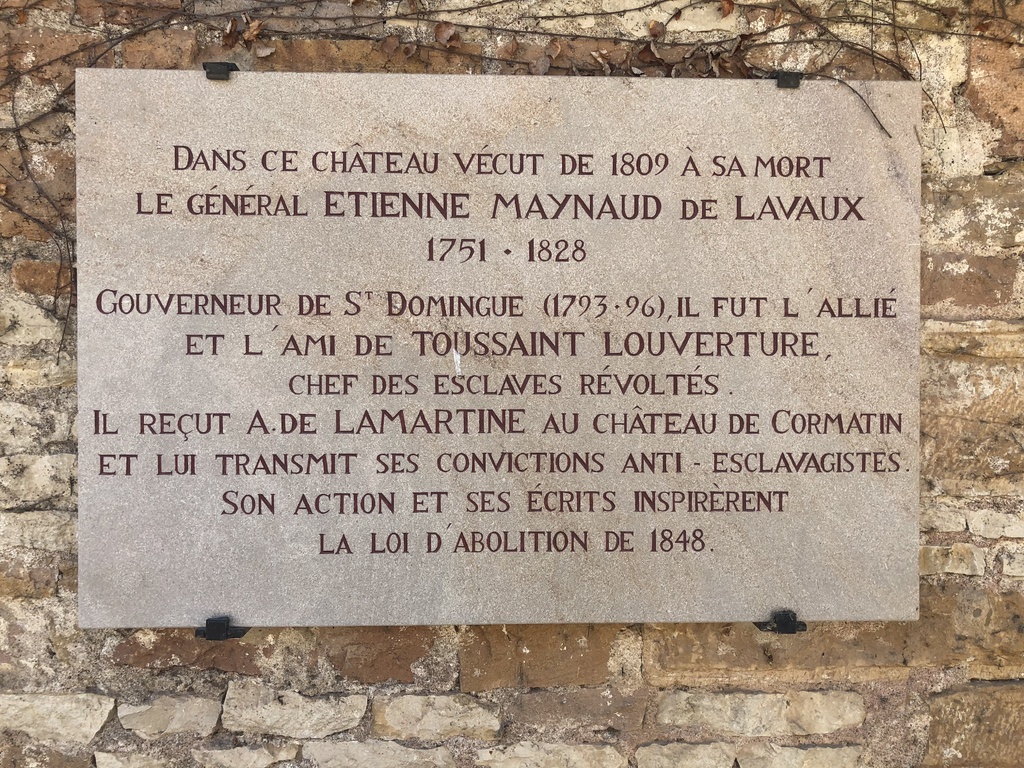 DANS CE CHÂTEAU VÉCUT DE 1809 À SA MORT
LE GÉNÉRAL ETIENNE MAYNAUD DE LAVAUX
1751 · 1828
GOUVERNEUR DE ST DOMINGUE (1793·96), IL FUT L'ALLIÉ
ET L'AMI DE TOUSSAINT LOUVERTURE,
CHEF DES ESCLAVES RÉVOLTÉS.
IL REÇUT A. DE LAMARTINE AU CHÂTEAU DE CORMATIN
ET LUI TRANSMIT SES CONVICTIONS ANTI-ESCLAVAGISTES.
SON ACTION ET SES ÉCRITS INSPIRÈRENT
LA LOI D'ABOLITION DE 1848.